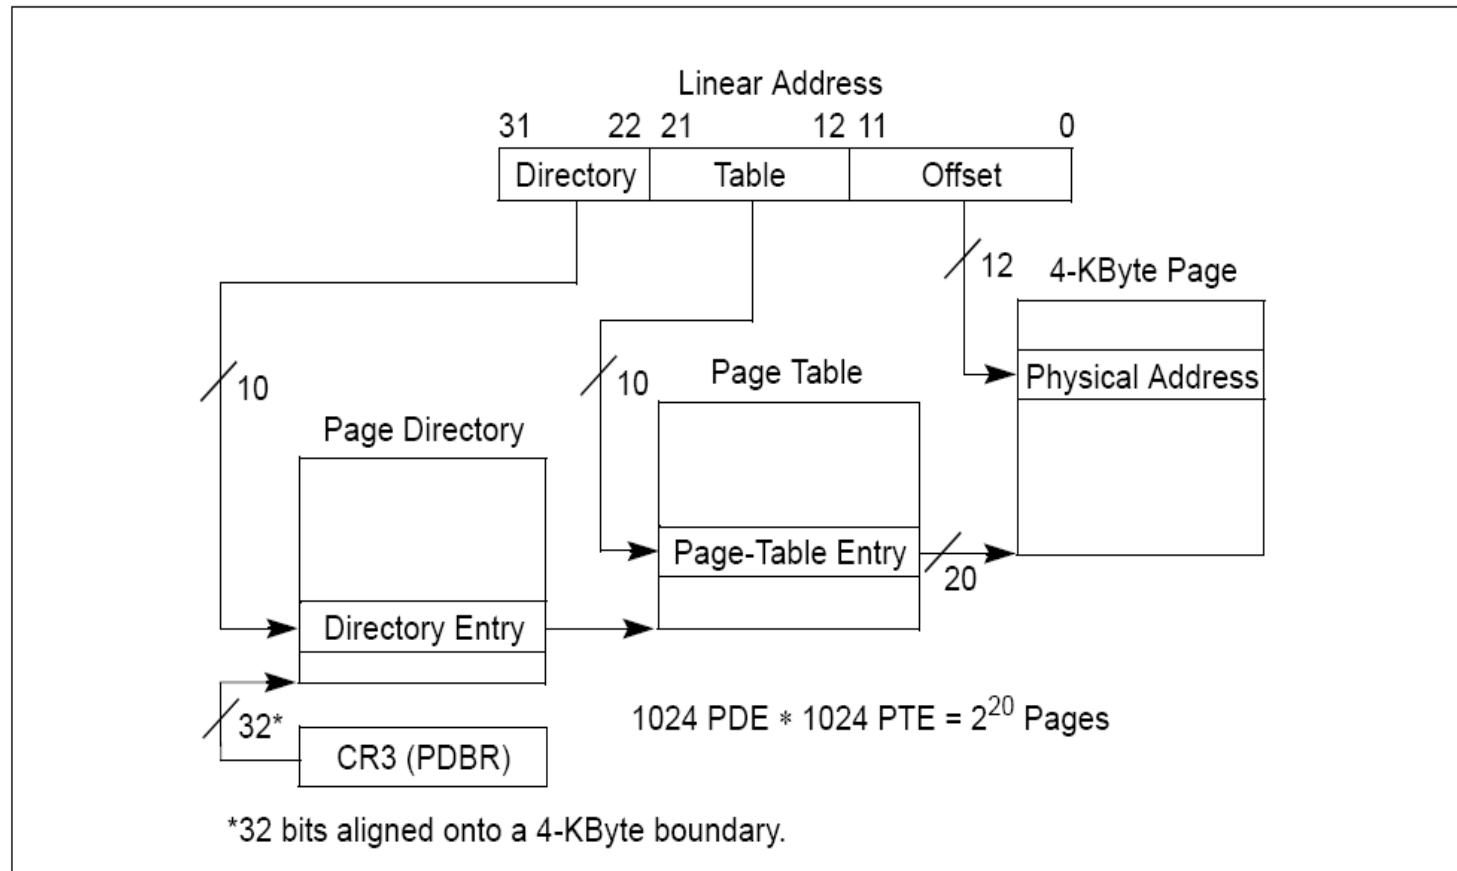 Linear Address
31 22 21 12 11 0
Directory Table Offset
12
4-KByte Page
Physical Address
10
10
Page Table
Page Directory
Page-Table Entry
20
Directory Entry
32*
1024 PDE * 1024 PTE = 2^20 Pages
CR3 (PDBR)
*32 bits aligned onto a 4-KByte boundary.